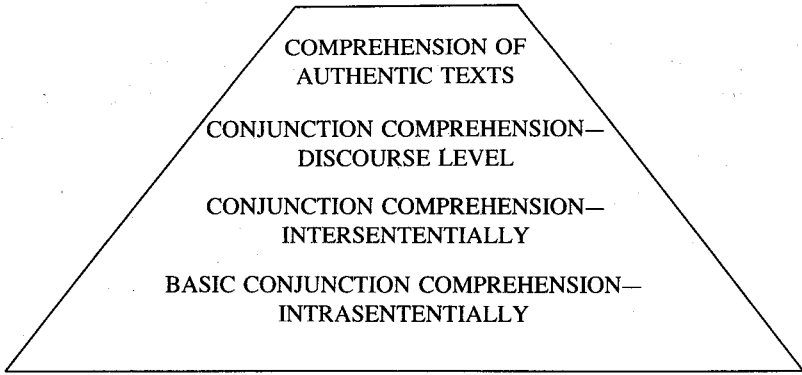 COMPREHENSION OF
AUTHENTIC TEXTS
CONJUNCTION COMPREHENSION—
DISCOURSE LEVEL
CONJUNCTION COMPREHENSION—
INTERSENTENTIALLY
BASIC CONJUNCTION COMPREHENSION—
INTRASENTENTIALLY